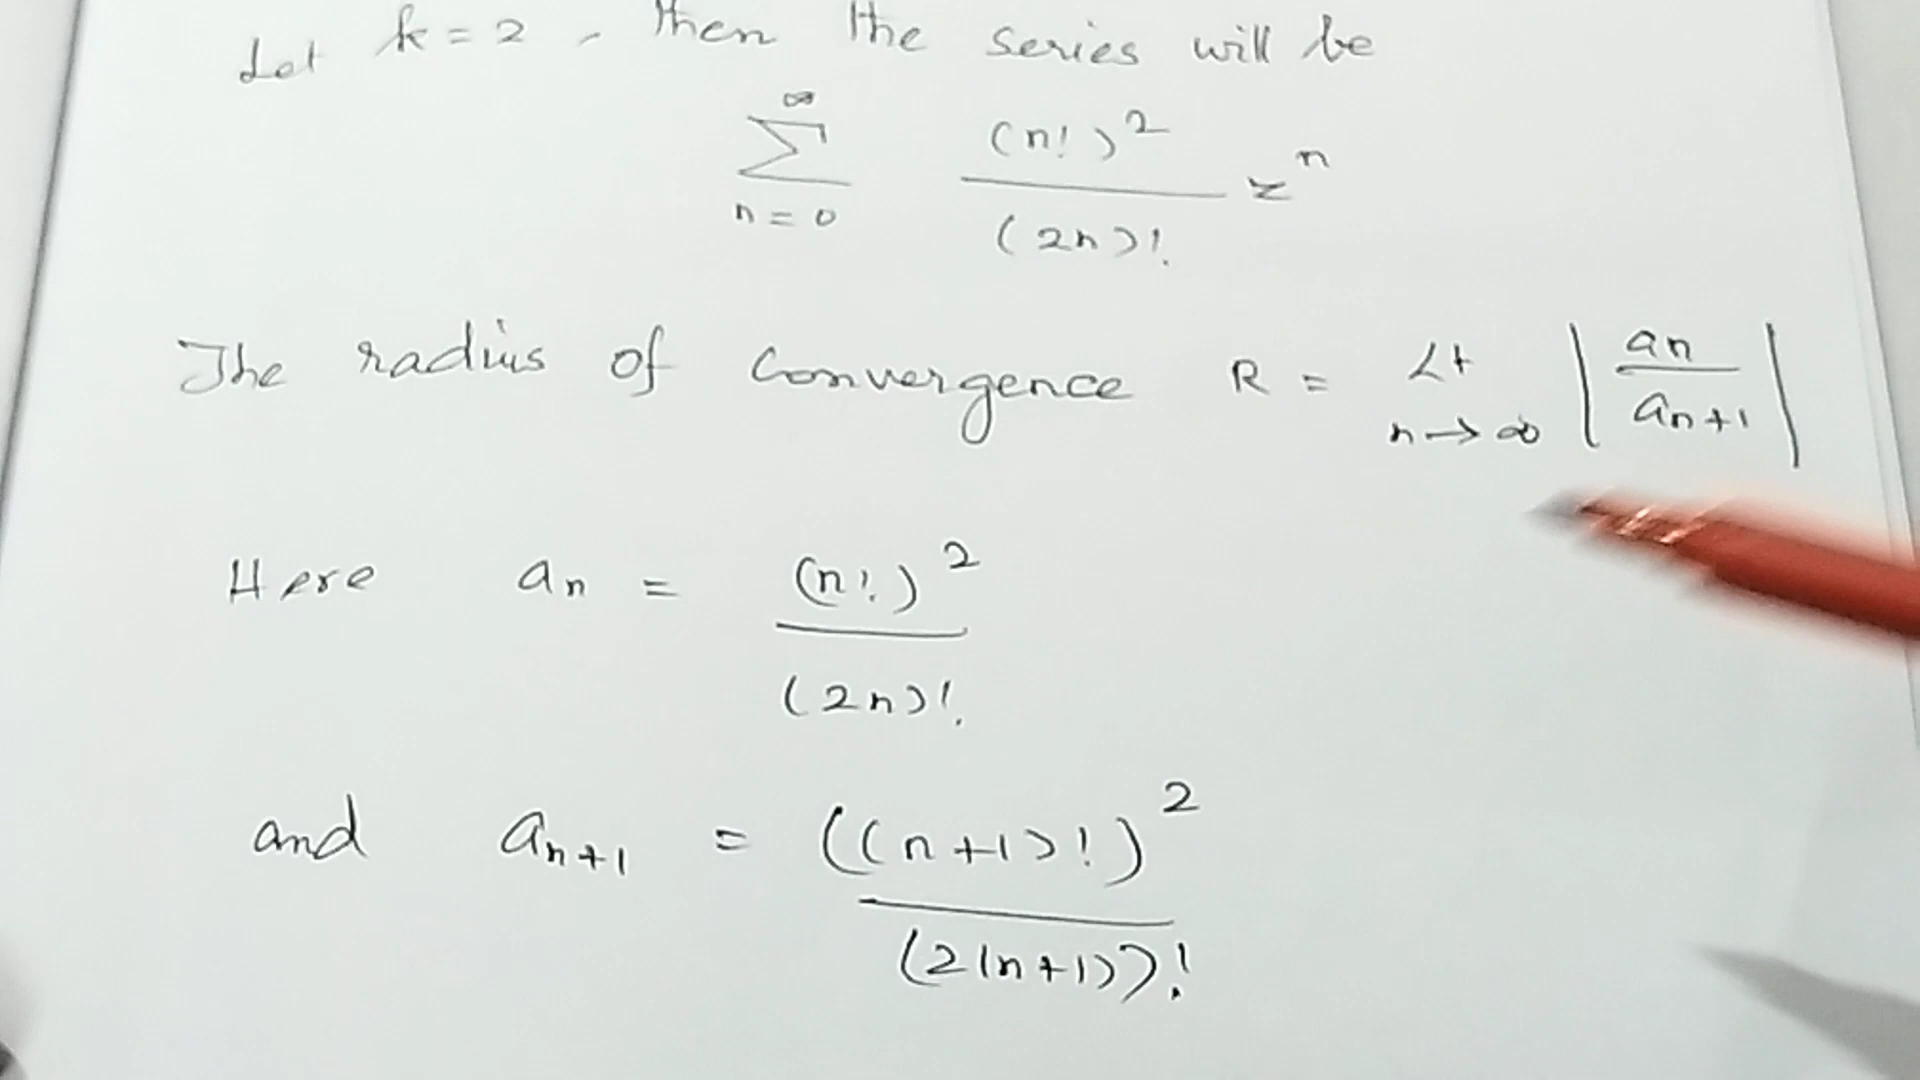 Let k = 2, then the series will be
∞
∑ (n!)² / (2n)! zⁿ
n = 0
The radius of convergence R = Lt n→∞ | aₙ / aₙ₊₁ |
Here aₙ = (n!)² / (2n)!
and aₙ₊₁ = ((n+1)!)² / (2(n+1))!